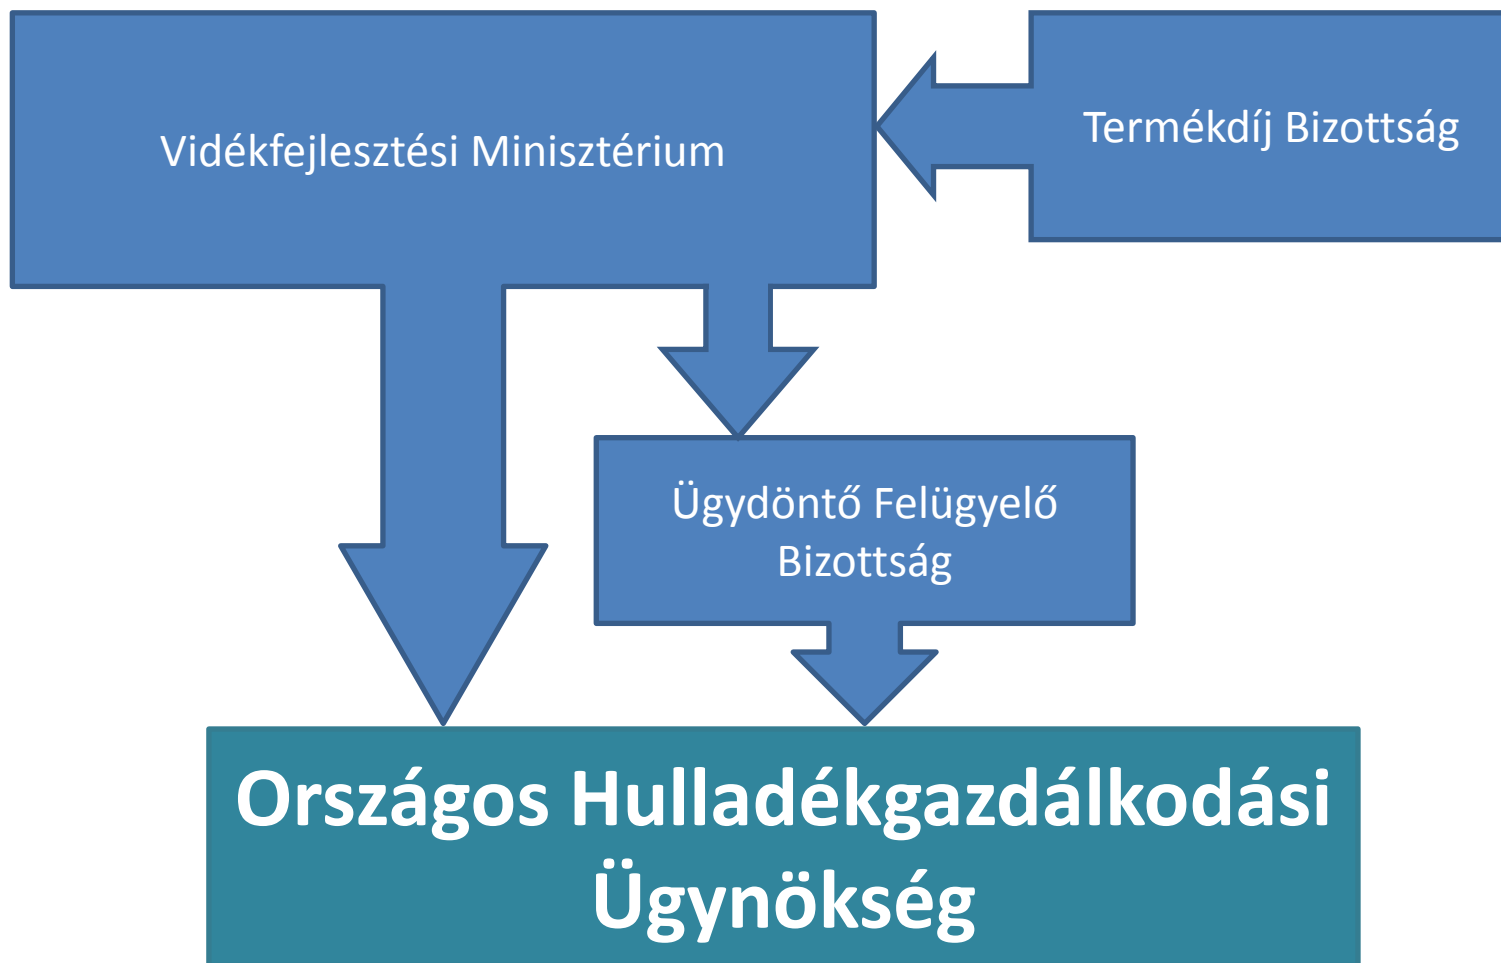 Vidékfejlesztési Minisztérium
Termékdíj Bizottság
Ügydöntő Felügyelő
Bizottság
Országos Hulladékgazdálkodási
Ügynökség